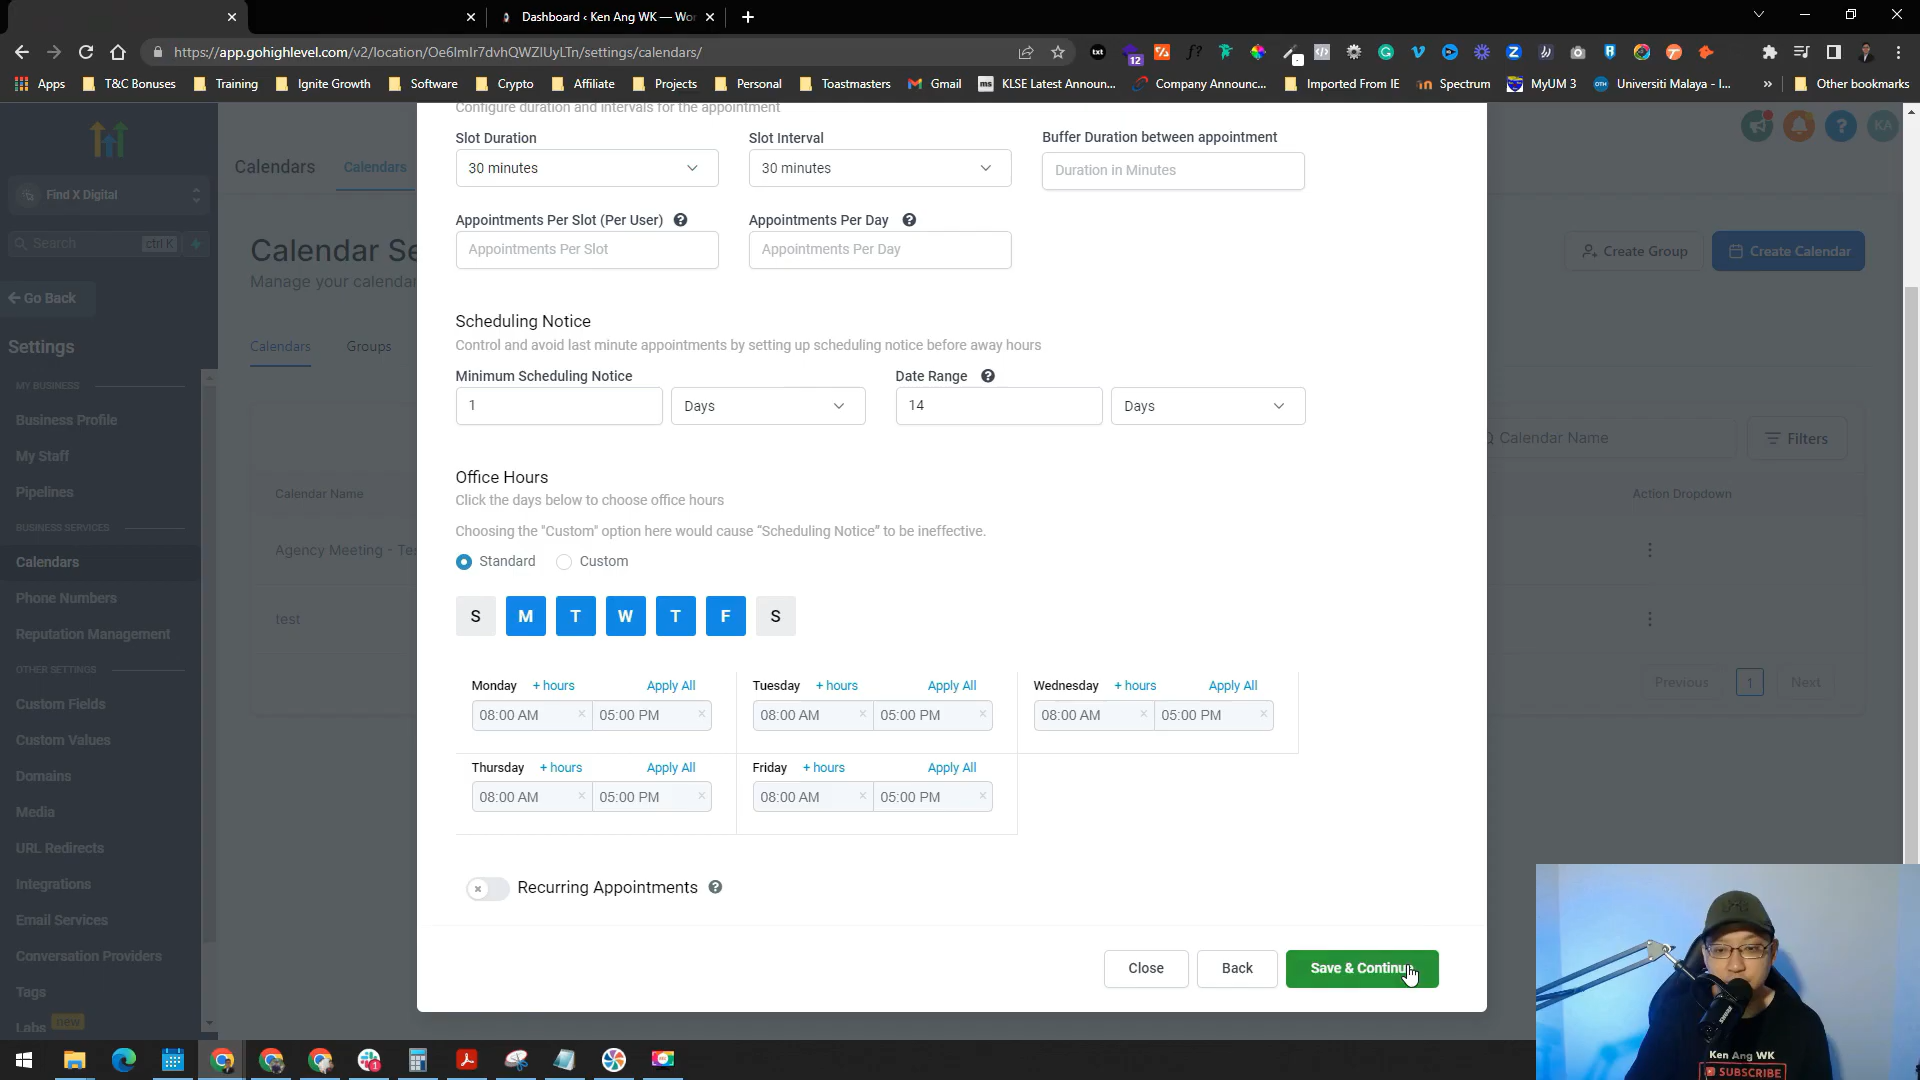 Dashboard ‹ Ken Ang WK — Wor
https://app.gohighlevel.com/v2/location/Oe6lmIr7dvhQWZIUyLTn/settings/calendars/
txt
12
Apps
T&C Bonuses
Training
Ignite Growth
Software
Crypto
Affiliate
Projects
Personal
Toastmasters
Gmail
KLSE Latest Announ...
Company Announc...
Imported From IE
Spectrum
MyUM 3
Universiti Malaya - I...
»
Other bookmarks
Find X Digital
Search
ctrl K
Go Back
Settings
MY BUSINESS
Business Profile
My Staff
Pipelines
BUSINESS SERVICES
Calendars
Phone Numbers
Reputation Management
OTHER SETTINGS
Custom Fields
Custom Values
Domains
Media
URL Redirects
Integrations
Email Services
Conversation Providers
Tags
Labs
new
Calendars
Calendars
KA
Calendar Se
Manage your calendar
Create Group
Create Calendar
Calendars
Groups
Calendar Name
Filters
Calendar Name
Action Dropdown
Agency Meeting - Tes
test
Previous
1
Next
Configure duration and intervals for the appointment
Slot Duration
30 minutes
Slot Interval
30 minutes
Buffer Duration between appointment
Duration in Minutes
Appointments Per Slot (Per User)
Appointments Per Slot
Appointments Per Day
Appointments Per Day
Scheduling Notice
Control and avoid last minute appointments by setting up scheduling notice before away hours
Minimum Scheduling Notice
1
Days
Date Range
14
Days
Office Hours
Click the days below to choose office hours
Choosing the "Custom" option here would cause “Scheduling Notice” to be ineffective.
Standard
Custom
S M T W T F S
Monday + hours Apply All
08:00 AM 05:00 PM
Tuesday + hours Apply All
08:00 AM 05:00 PM
Wednesday + hours Apply All
08:00 AM 05:00 PM
Thursday + hours Apply All
08:00 AM 05:00 PM
Friday + hours Apply All
08:00 AM 05:00 PM
Recurring Appointments
Close
Back
Save & Continu
Ken Ang WK
SUBSCRIBE